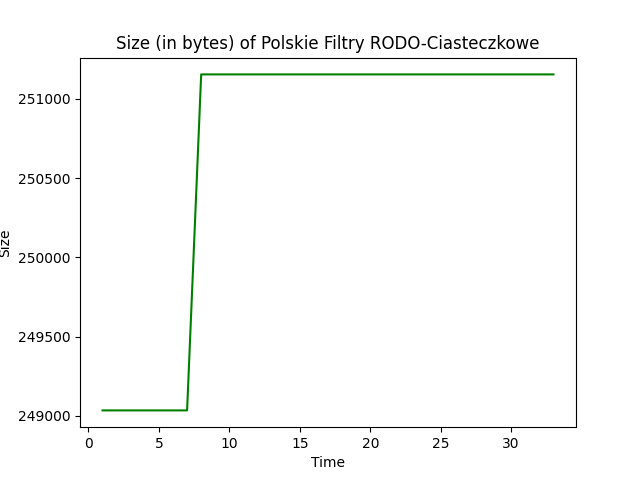 Size (in bytes) of Polskie Filtry RODO-Ciasteczkowe
251000
250500
250000
249500
249000
Size
0 5 10 15 20 25 30
Time